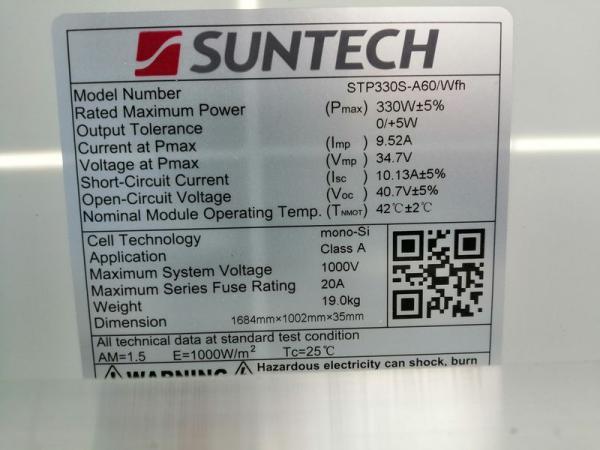 SUNTECH
Model Number STP330S-A60/Wfh
Rated Maximum Power (Pmax) 330W±5%
Output Tolerance 0/+5W
Current at Pmax (Imp) 9.52A
Voltage at Pmax (Vmp) 34.7V
Short-Circuit Current (Isc) 10.13A±5%
Open-Circuit Voltage (Voc) 40.7V±5%
Nominal Module Operating Temp. (TNMOT) 42℃±2℃
Cell Technology mono-Si
Application Class A
Maximum System Voltage 1000V
Maximum Series Fuse Rating 20A
Weight 19.0kg
Dimension 1684mm×1002mm×35mm
All technical data at standard test condition
AM=1.5 E=1000W/m² Tc=25℃
WARNING Hazardous electricity can shock, burn